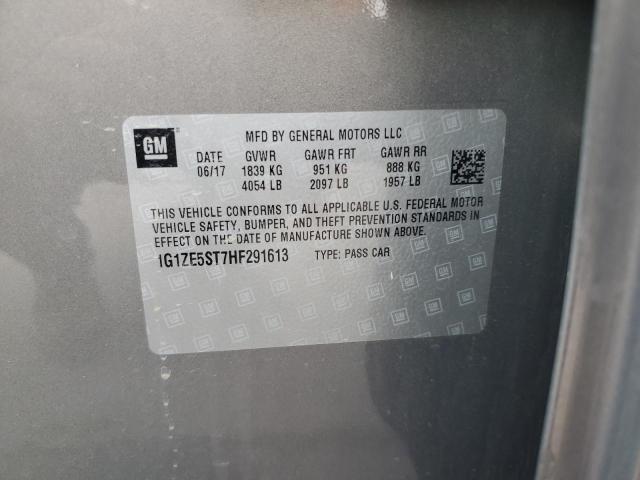 GM
MFD BY GENERAL MOTORS LLC
DATE GVWR GAWR FRT GAWR RR
06/17 1839 KG 951 KG 888 KG
4054 LB 2097 LB 1957 LB
THIS VEHICLE CONFORMS TO ALL APPLICABLE U.S. FEDERAL MOTOR
VEHICLE SAFETY, BUMPER, AND THEFT PREVENTION STANDARDS IN
EFFECT ON THE DATE OF MANUFACTURE SHOWN ABOVE.
1G1ZE5ST7HF291613 TYPE: PASS CAR